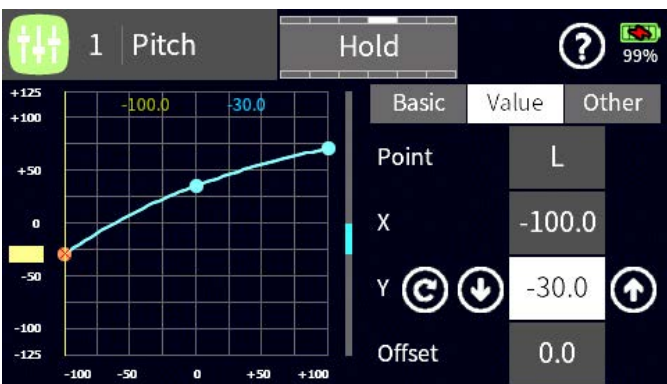 1 Pitch Hold ? 99%
+125
+100
+50
0
-50
-100
-125
-100.0 -30.0
-100 -50 0 +50 +100
Basic Value Other
Point L
X -100.0
Y -30.0
Offset 0.0